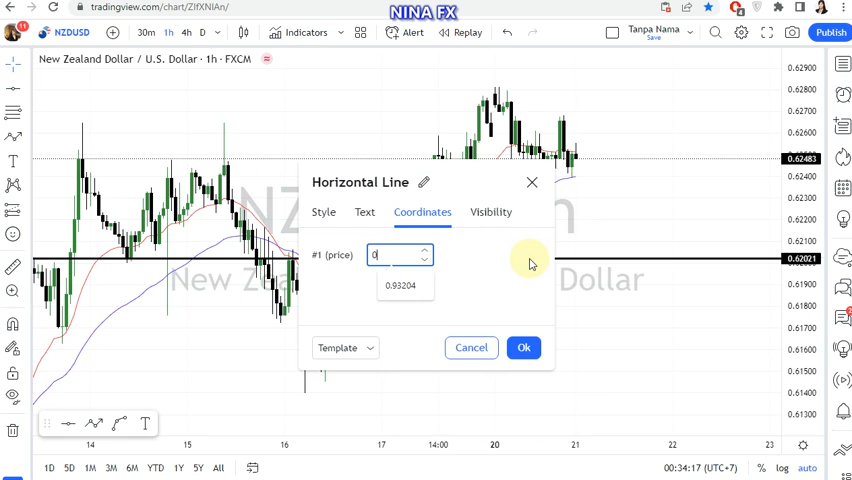 tradingview.com/chart/ZIfXNIAn/
NINA FX
11
NZDUSD
30m 1h 4h D
Indicators
Alert
Replay
Tanpa Nama
Save
Publish
4
New Zealand Dollar / U.S. Dollar · 1h · FXCM
0.62900
0.62800
0.62700
0.62600
0.62483
0.62400
0.62300
0.62200
0.62100
0.62021
0.61900
0.61800
0.61700
0.61600
0.61500
0.61400
0.61300
New Zealand Dollar / U.S. Dollar
Horizontal Line
Style Text Coordinates Visibility
#1 (price) 0
0.93204
Template Cancel Ok
14 15 16 17 14:00 20 21 22 23
1D 5D 1M 3M 6M YTD 1Y 5Y All
00:34:17 (UTC+7) % log auto